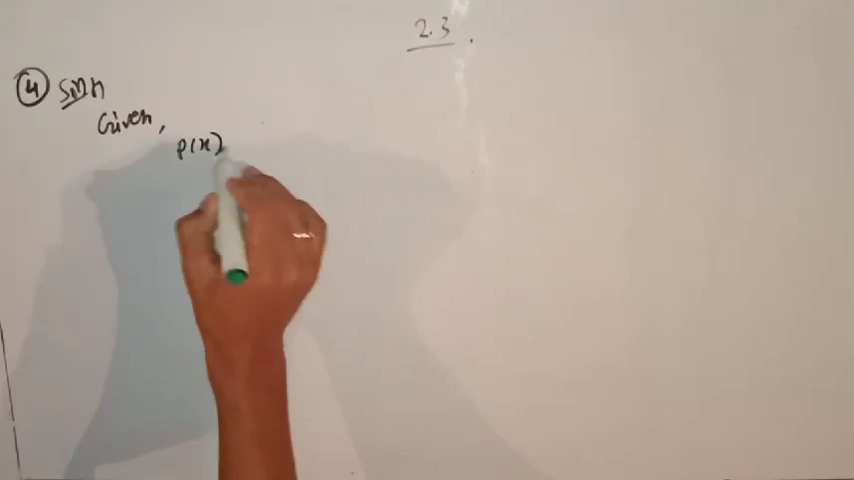 2.3
④ Soln
Given,
p(x)